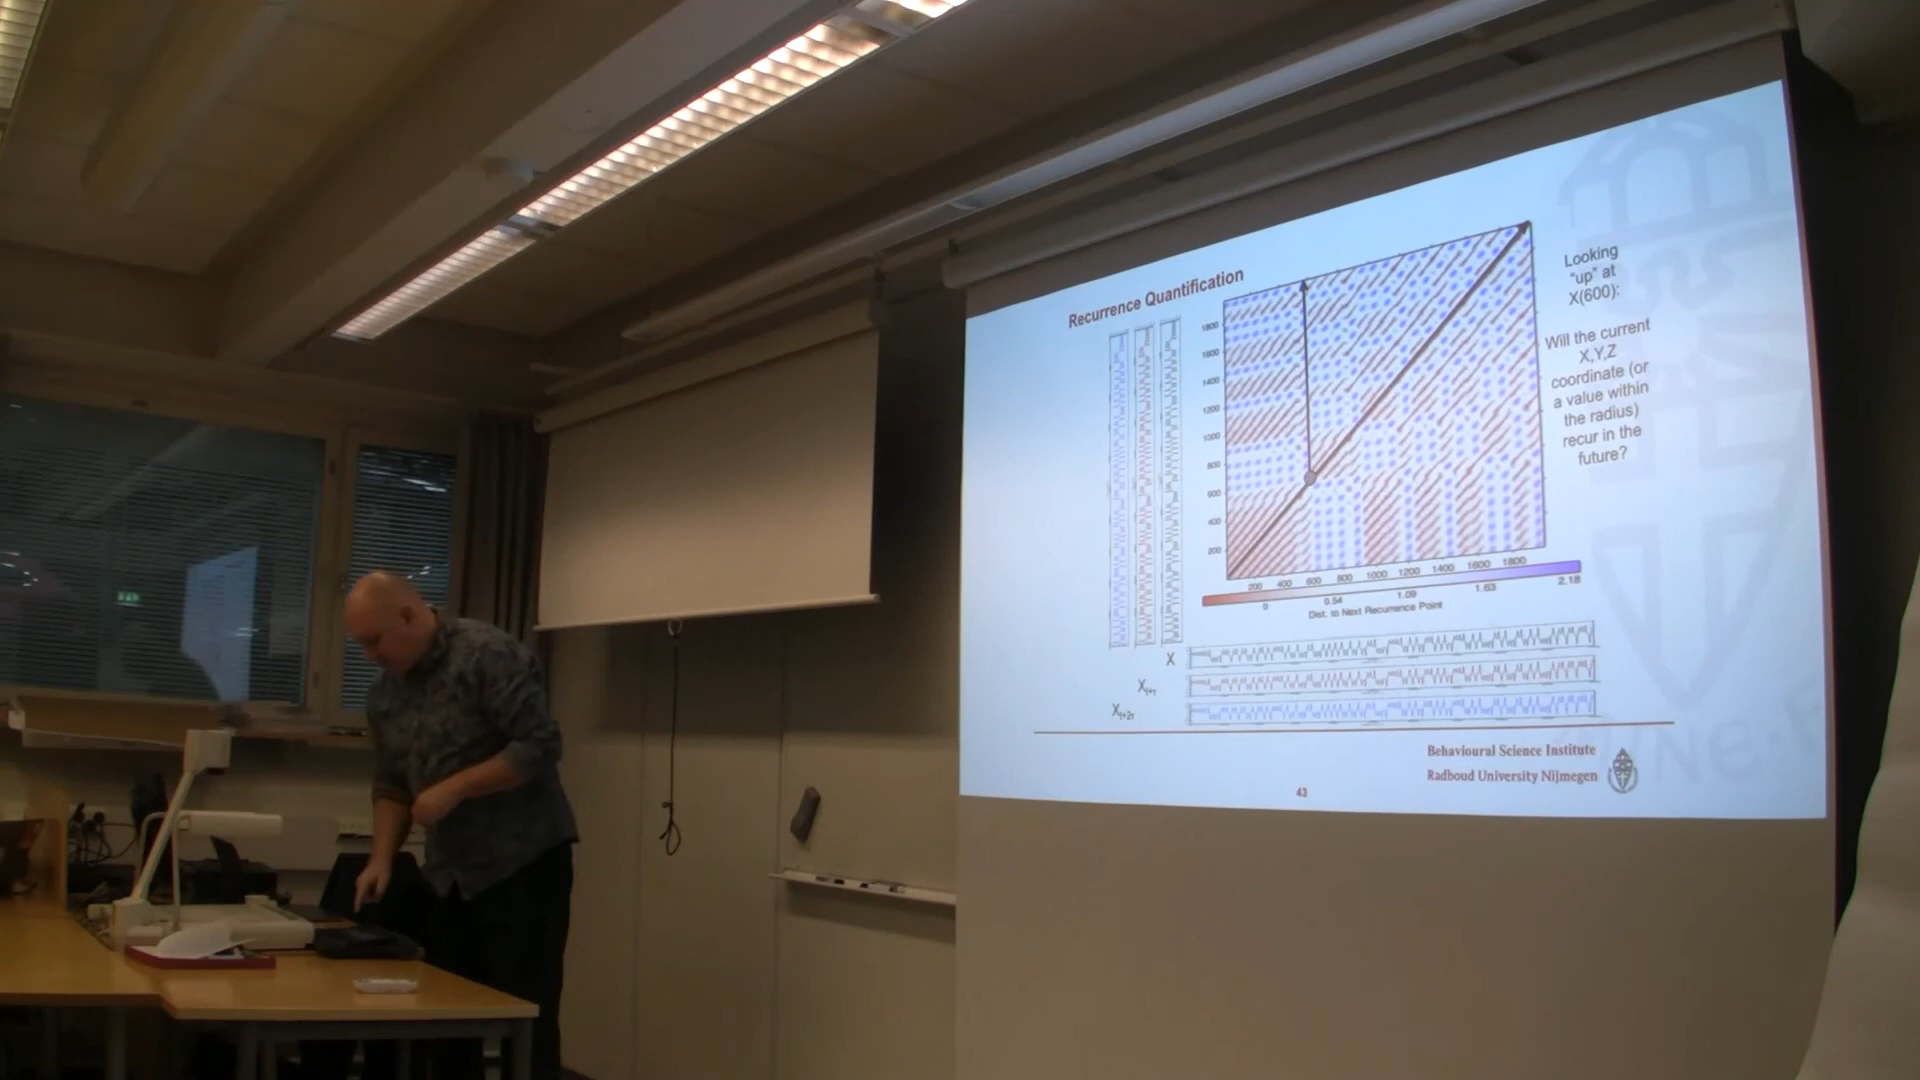 Recurrence Quantification
Looking
"up" at
X(600):
Will the current
X,Y,Z
coordinate (or
a value within
the radius)
recur in the
future?
1800
1600
1400
1200
1000
800
600
400
200
200 400 600 800 1000 1200 1400 1600 1800
0 0.54 1.09 1.63 2.18
Dist. to Next Recurrence Point
X
Xt+τ
Xt+2τ
Behavioural Science Institute
Radboud University Nijmegen
43